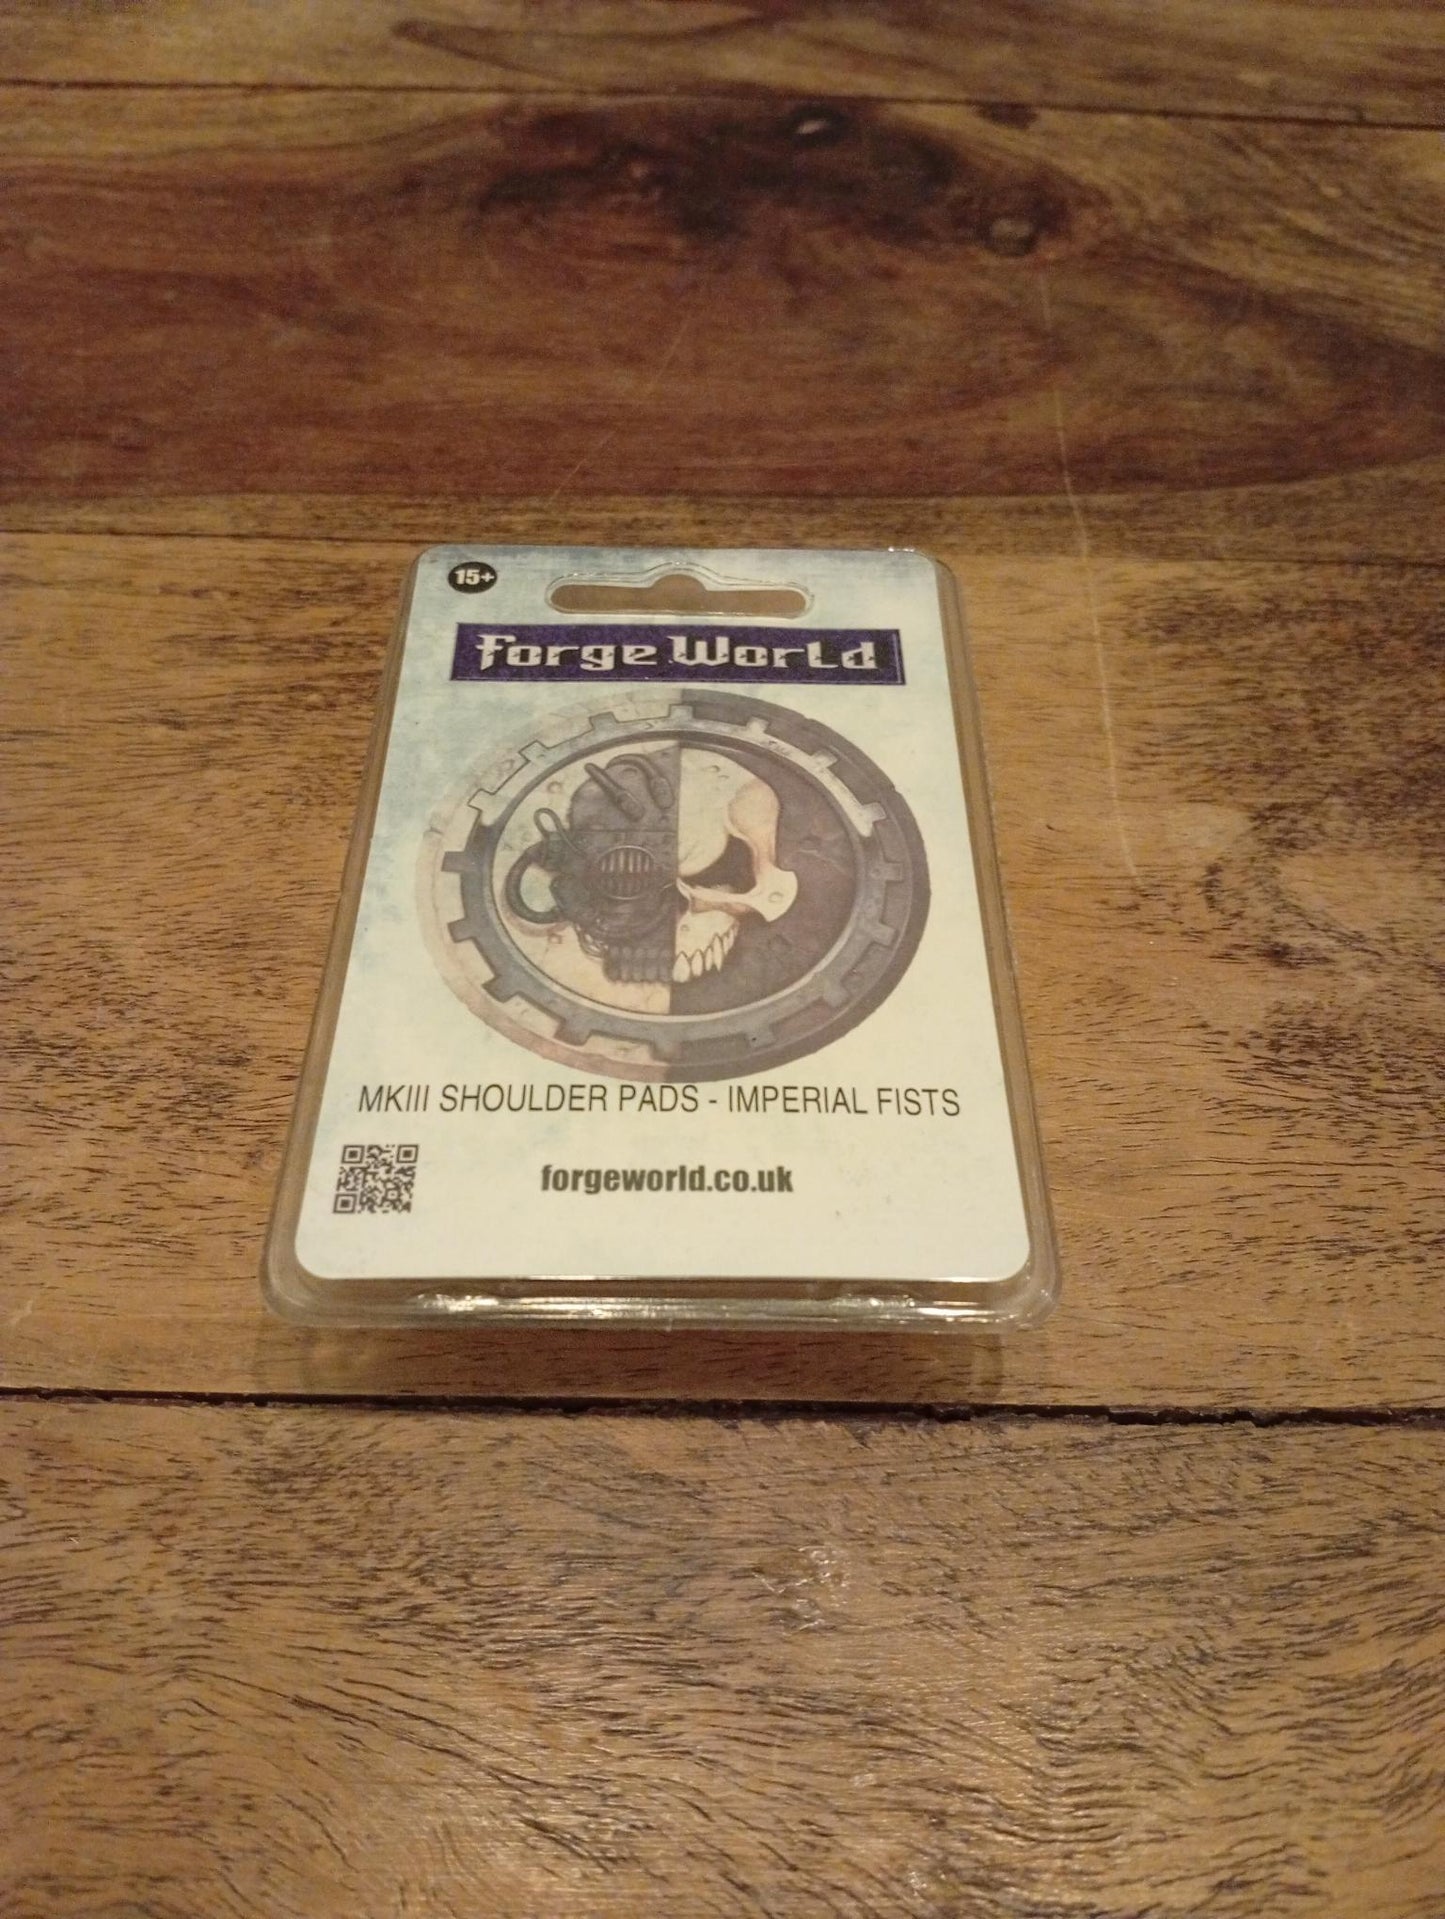 15+
Forge World
MKIII SHOULDER PADS - IMPERIAL FISTS
forgeworld.co.uk